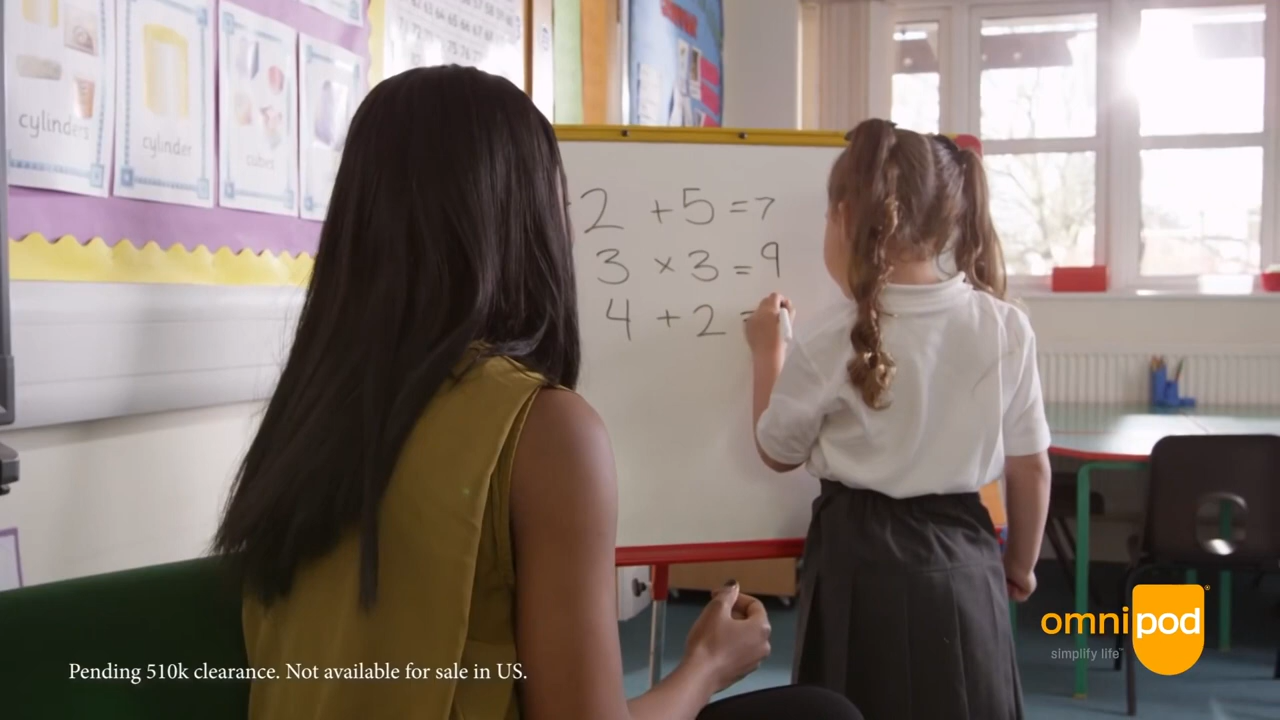 cylinders
cylinder
cubes
2 + 5 = 7
3 × 3 = 9
4 + 2 =
omnipod®
simplify life™
Pending 510k clearance. Not available for sale in US.